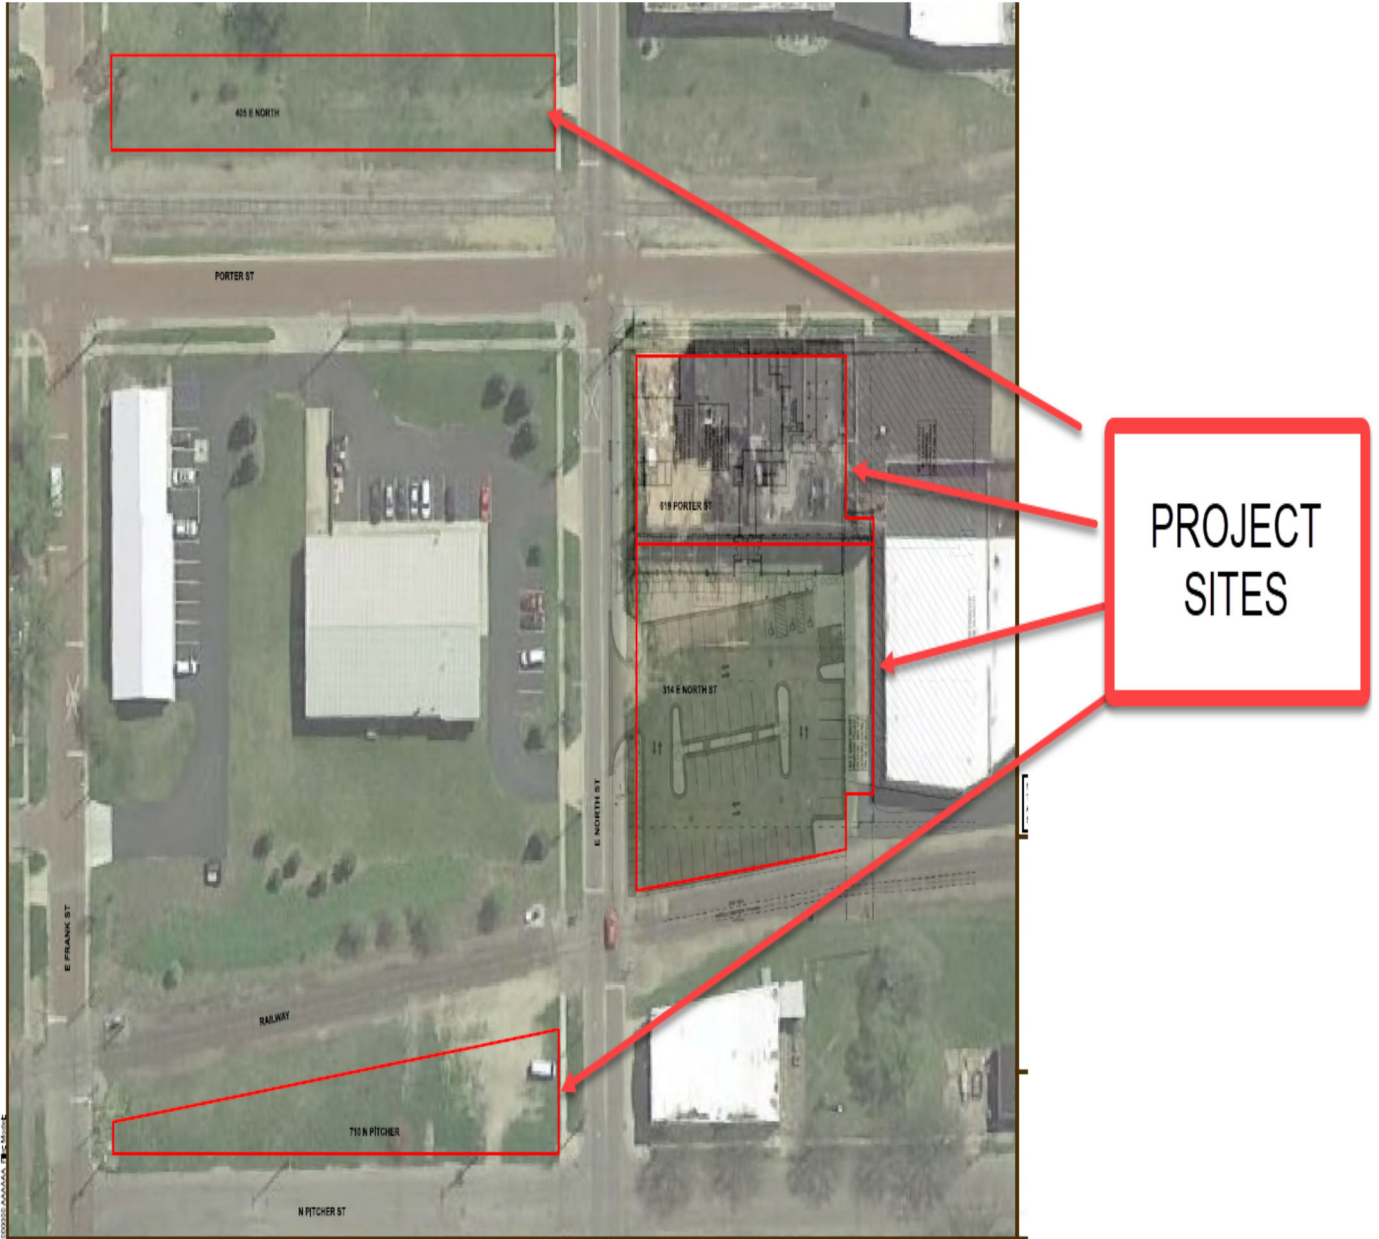 405 E NORTH
PORTER ST
619 PORTER ST
PROJECT
SITES
314 E NORTH ST
E NORTH ST
E FRANK ST
RAILWAY
710 N PITCHER
N PITCHER ST